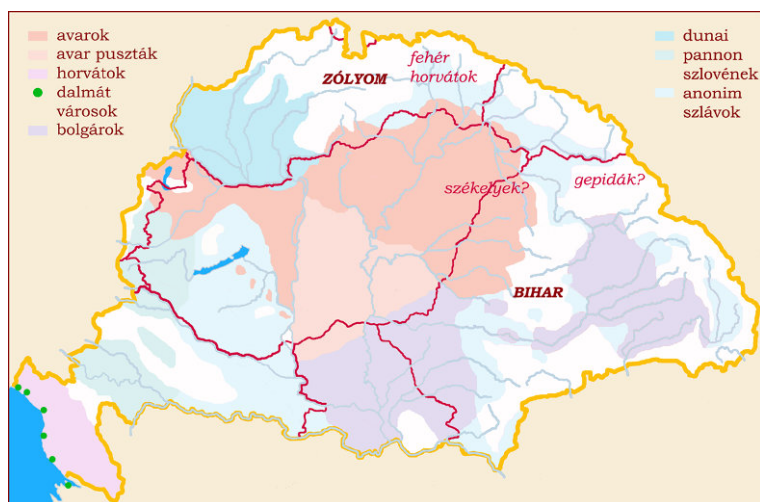 avarok
avar puszták
horvátok
dalmát
városok
bolgárok
dunai
pannon
szlovének
anonim
szlávok
fehér
horvátok
ZÓLYOM
székelyek?
gepidák?
BIHAR